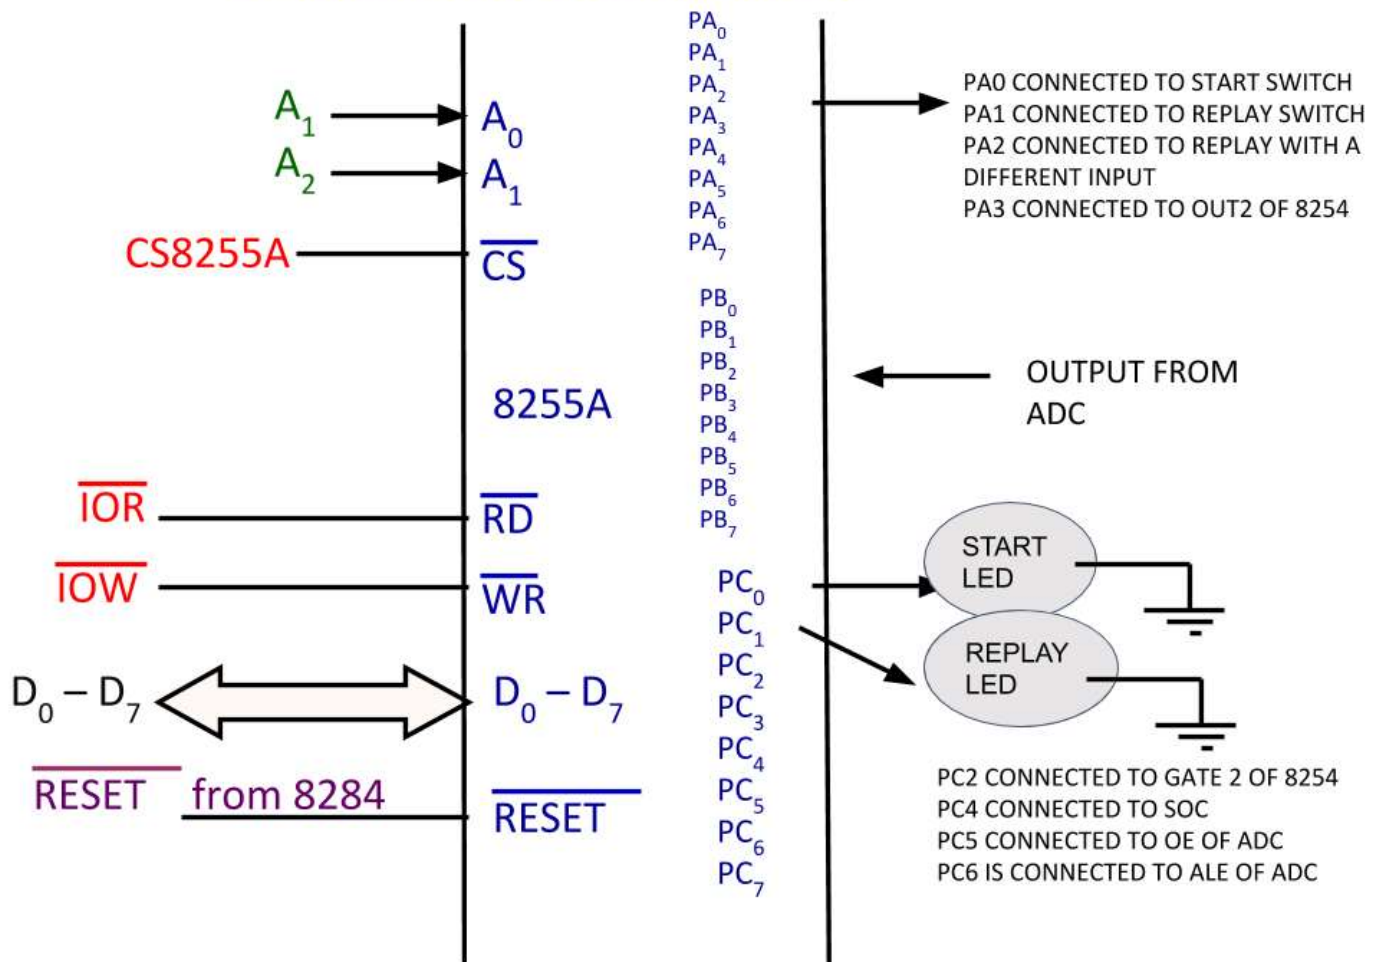 A1
A2
CS8255A
IOR
IOW
D0 – D7
RESET from 8284
A0
A1
CS
8255A
RD
WR
D0 – D7
RESET
PA0
PA1
PA2
PA3
PA4
PA5
PA6
PA7
PB0
PB1
PB2
PB3
PB4
PB5
PB6
PB7
PC0
PC1
PC2
PC3
PC4
PC5
PC6
PC7
PA0 CONNECTED TO START SWITCH
PA1 CONNECTED TO REPLAY SWITCH
PA2 CONNECTED TO REPLAY WITH A
DIFFERENT INPUT
PA3 CONNECTED TO OUT2 OF 8254
OUTPUT FROM
ADC
START
LED
REPLAY
LED
PC2 CONNECTED TO GATE 2 OF 8254
PC4 CONNECTED TO SOC
PC5 CONNECTED TO OE OF ADC
PC6 IS CONNECTED TO ALE OF ADC